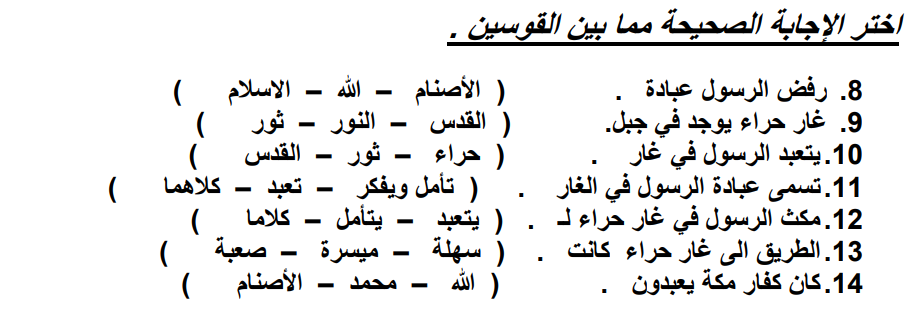 اختر الإجابة الصحيحة مما بين القوسين .
8. رفض الرسول عبادة . ( الأصنام – الله – الاسلام )
9. غار حراء يوجد في جبل. ( القدس – النور – ثور )
10. يتعبد الرسول في غار . ( حراء – ثور – القدس )
11. تسمى عبادة الرسول في الغار . ( تأمل ويفكر – تعبد – كلاهما )
12. مكث الرسول في غار حراء لـ . ( يتعبد – يتأمل – كلاما )
13. الطريق الى غار حراء كانت . ( سهلة – ميسرة – صعبة )
14. كان كفار مكة يعبدون . ( الله – محمد – الأصنام )